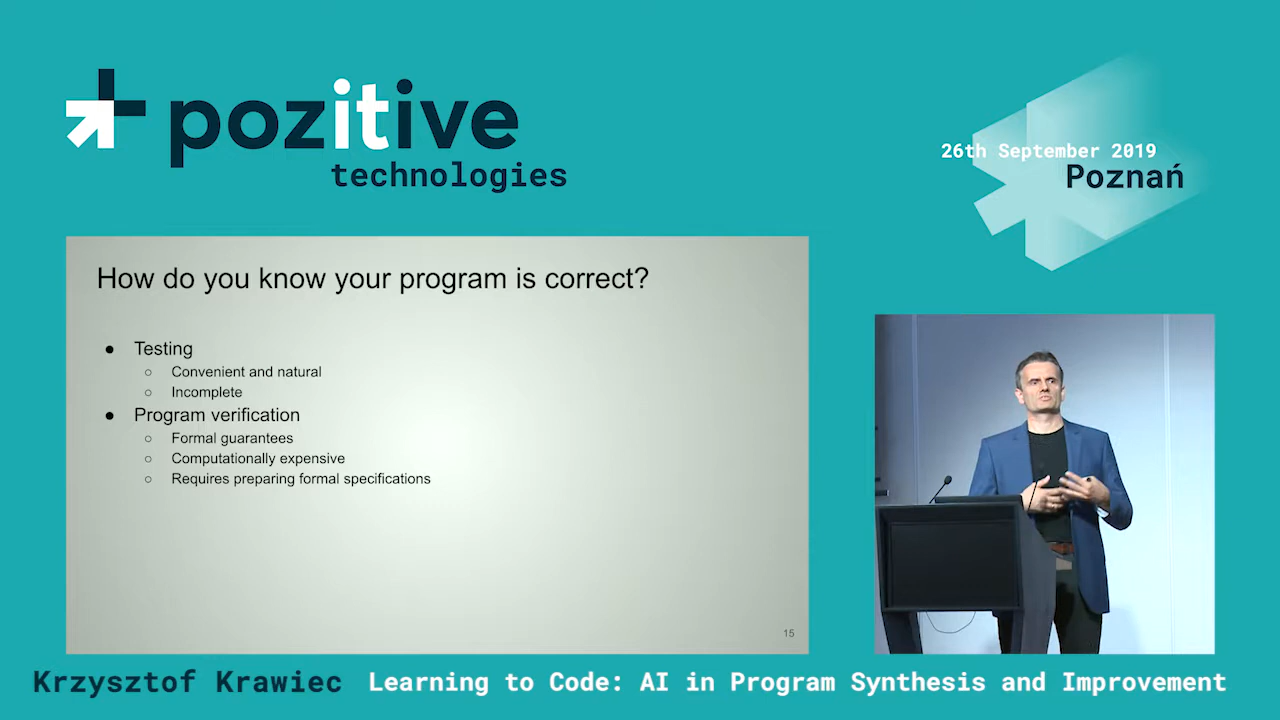 pozitive
technologies
26th September 2019
Poznań
How do you know your program is correct?
● Testing
○ Convenient and natural
○ Incomplete
● Program verification
○ Formal guarantees
○ Computationally expensive
○ Requires preparing formal specifications
15
Krzysztof Krawiec Learning to Code: AI in Program Synthesis and Improvement